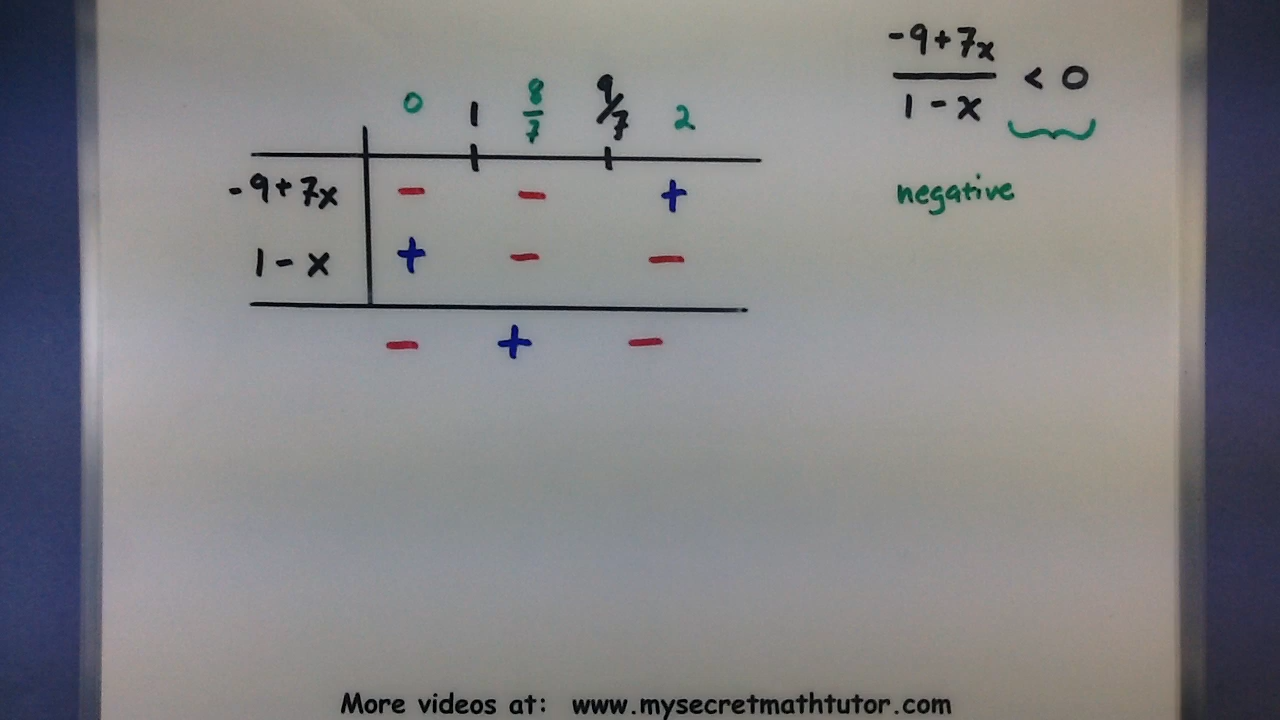 -9+7x
1-x < 0
0 1 8/7 9/7 2
-9+7x - - +
1-x + - -
- + -
negative
More videos at: www.mysecretmathtutor.com